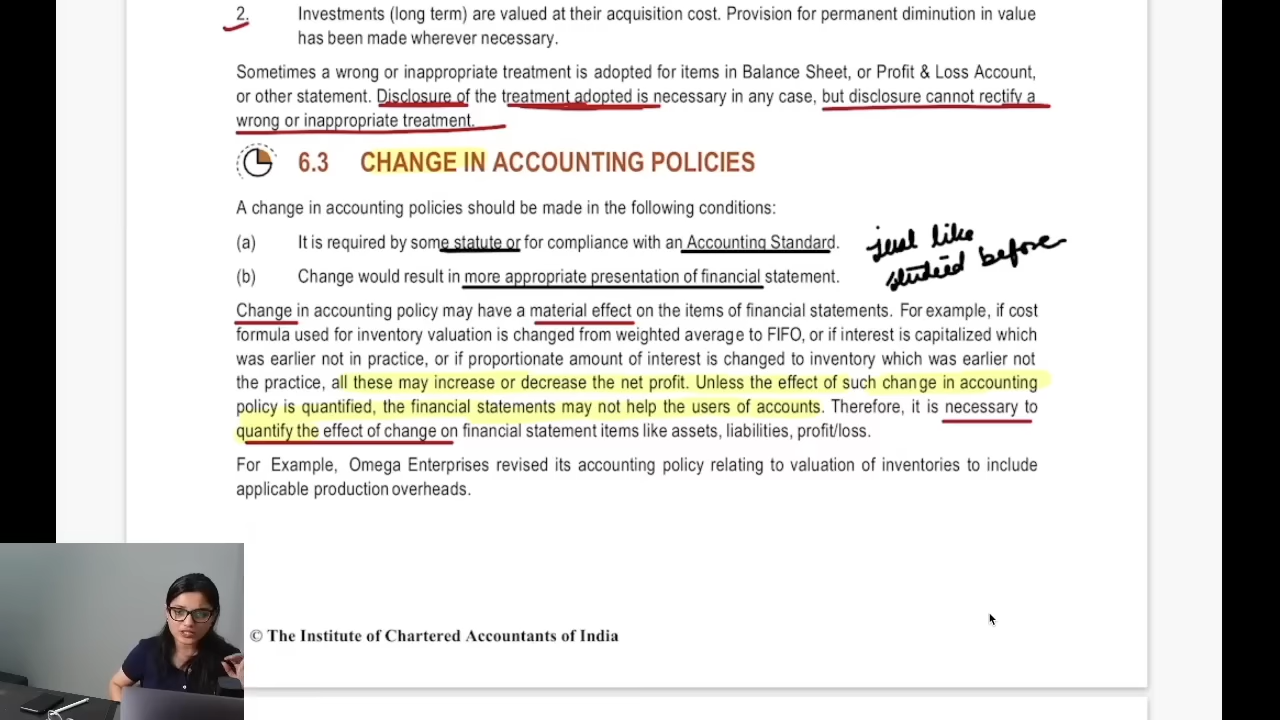 2. Investments (long term) are valued at their acquisition cost. Provision for permanent diminution in value
has been made wherever necessary.
Sometimes a wrong or inappropriate treatment is adopted for items in Balance Sheet, or Profit & Loss Account,
or other statement. Disclosure of the treatment adopted is necessary in any case, but disclosure cannot rectify a
wrong or inappropriate treatment.
6.3 CHANGE IN ACCOUNTING POLICIES
A change in accounting policies should be made in the following conditions:
(a) It is required by some statute or for compliance with an Accounting Standard.
(b) Change would result in more appropriate presentation of financial statement.
just like
studied before
Change in accounting policy may have a material effect on the items of financial statements. For example, if cost
formula used for inventory valuation is changed from weighted average to FIFO, or if interest is capitalized which
was earlier not in practice, or if proportionate amount of interest is changed to inventory which was earlier not
the practice, all these may increase or decrease the net profit. Unless the effect of such change in accounting
policy is quantified, the financial statements may not help the users of accounts. Therefore, it is necessary to
quantify the effect of change on financial statement items like assets, liabilities, profit/loss.
For Example, Omega Enterprises revised its accounting policy relating to valuation of inventories to include
applicable production overheads.
© The Institute of Chartered Accountants of India